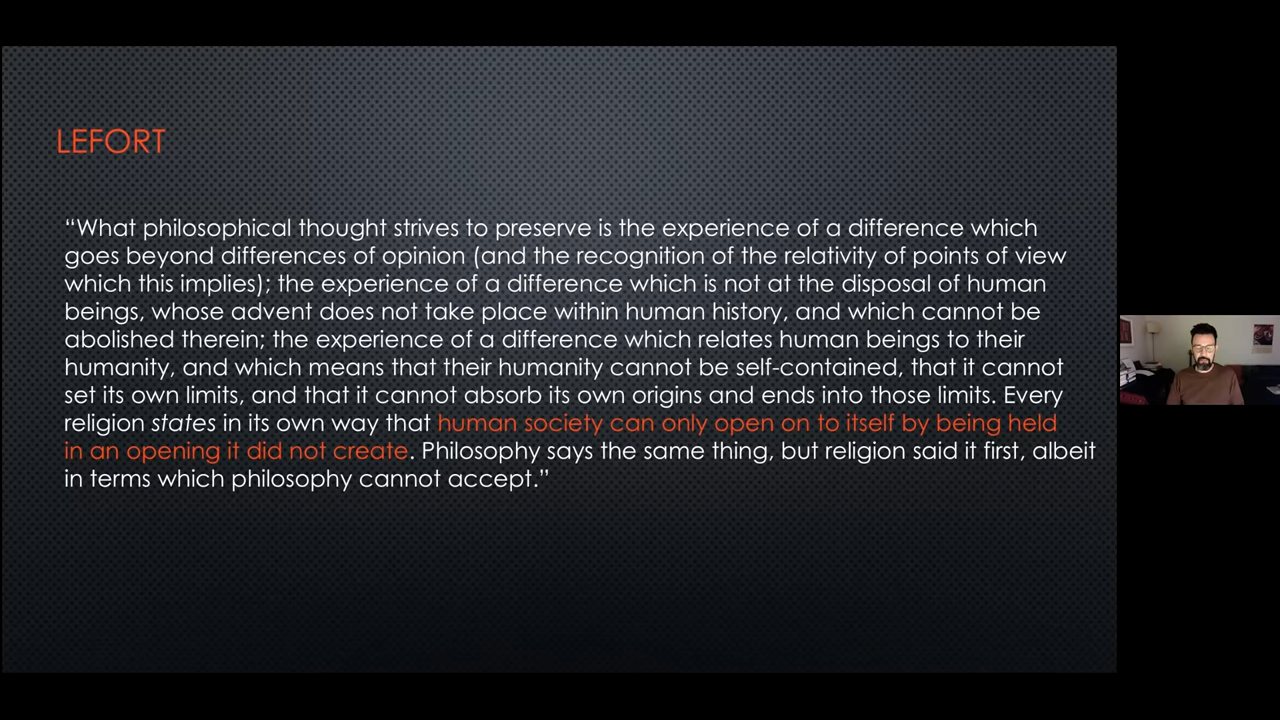 LEFORT
“What philosophical thought strives to preserve is the experience of a difference which
goes beyond differences of opinion (and the recognition of the relativity of points of view
which this implies); the experience of a difference which is not at the disposal of human
beings, whose advent does not take place within human history, and which cannot be
abolished therein; the experience of a difference which relates human beings to their
humanity, and which means that their humanity cannot be self-contained, that it cannot
set its own limits, and that it cannot absorb its own origins and ends into those limits. Every
religion states in its own way that human society can only open on to itself by being held
in an opening it did not create. Philosophy says the same thing, but religion said it first, albeit
in terms which philosophy cannot accept.”